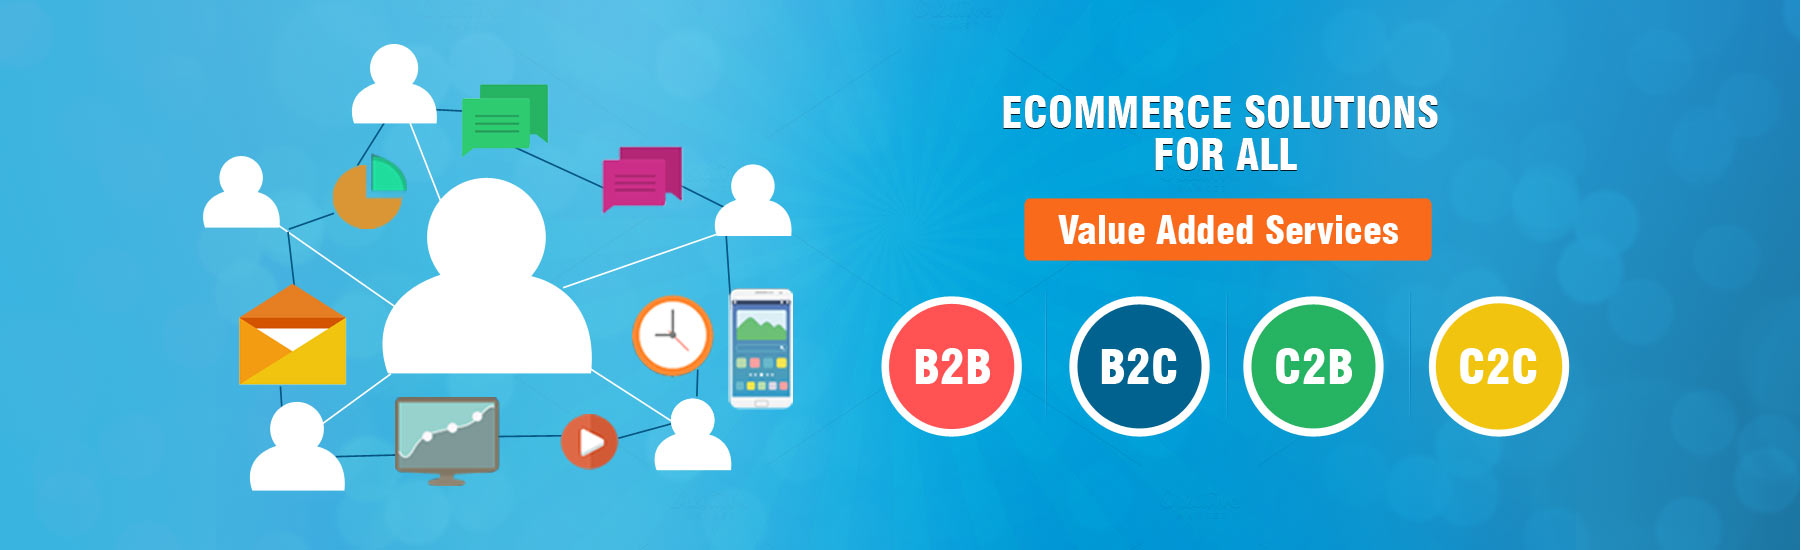 ECOMMERCE SOLUTIONS
FOR ALL
Value Added Services
B2B
B2C
C2B
C2C